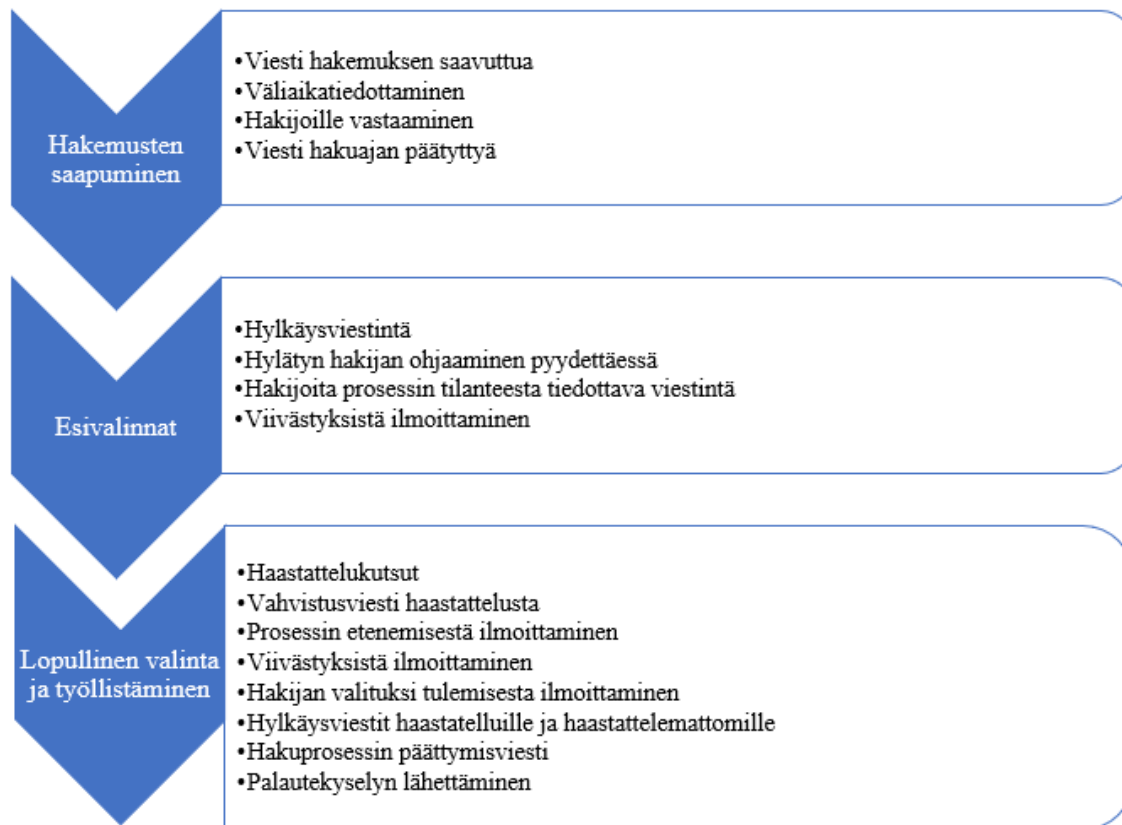 Hakemusten
saapuminen
•Viesti hakemuksen saavuttua
•Väliaikatiedottaminen
•Hakijoille vastaaminen
•Viesti hakuajan päätyttyä
Esivalinnat
•Hylkäysviestintä
•Hylätyn hakijan ohjaaminen pyydettäessä
•Hakijoita prosessin tilanteesta tiedottava viestintä
•Viivästyksistä ilmoittaminen
Lopullinen valinta
ja työllistäminen
•Haastattelukutsut
•Vahvistusviesti haastattelusta
•Prosessin etenemisestä ilmoittaminen
•Viivästyksistä ilmoittaminen
•Hakijan valituksi tulemisesta ilmoittaminen
•Hylkäysviestit haastatelluille ja haastattelemattomille
•Hakuprosessin päättymisviesti
•Palautekyselyn lähettäminen